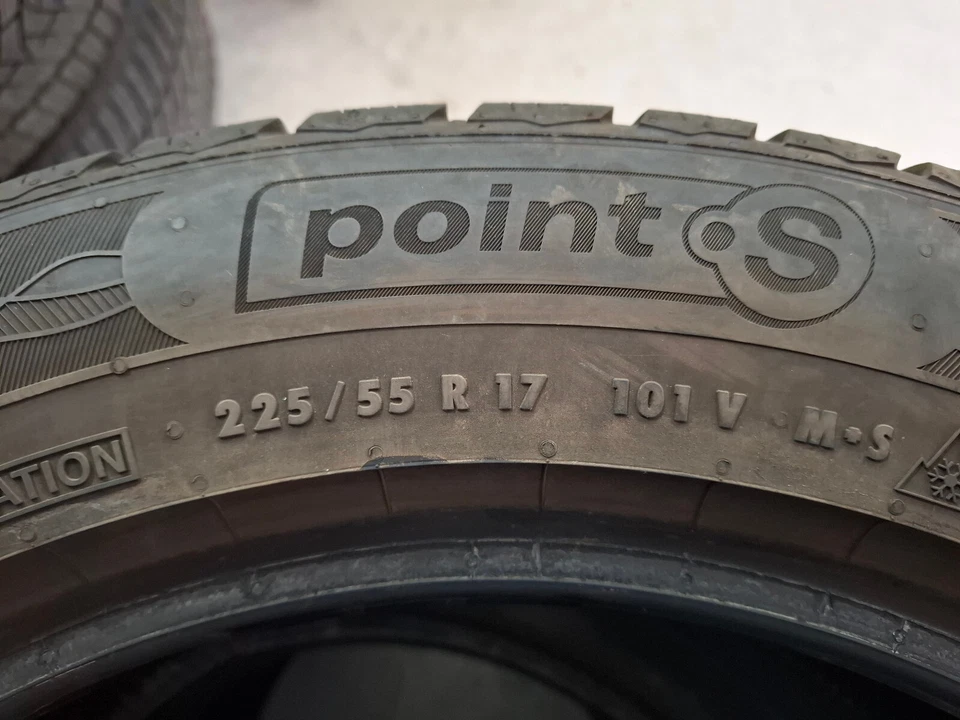 point S
225/55 R 17 101 V M+S
ATION